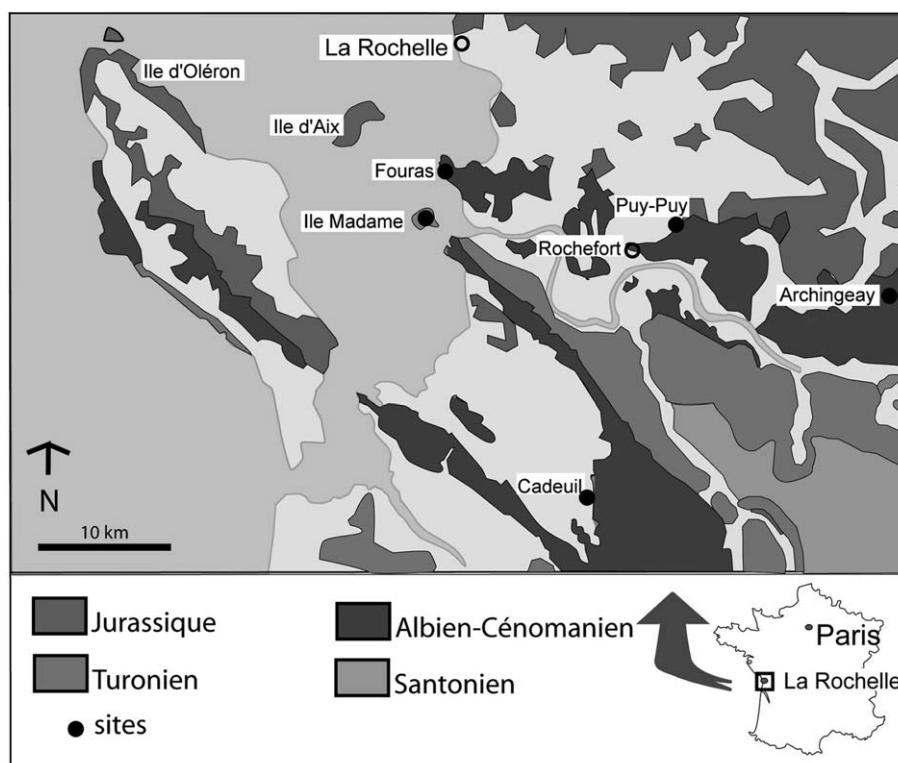 La Rochelle
Ile d'Oléron
Ile d'Aix
Fouras
Puy-Puy
Ile Madame
Rochefort
Archingeay
Cadeuil
N
10 km
Jurassique
Albien-Cénomanien
Paris
Turonien
Santonien
La Rochelle
sites